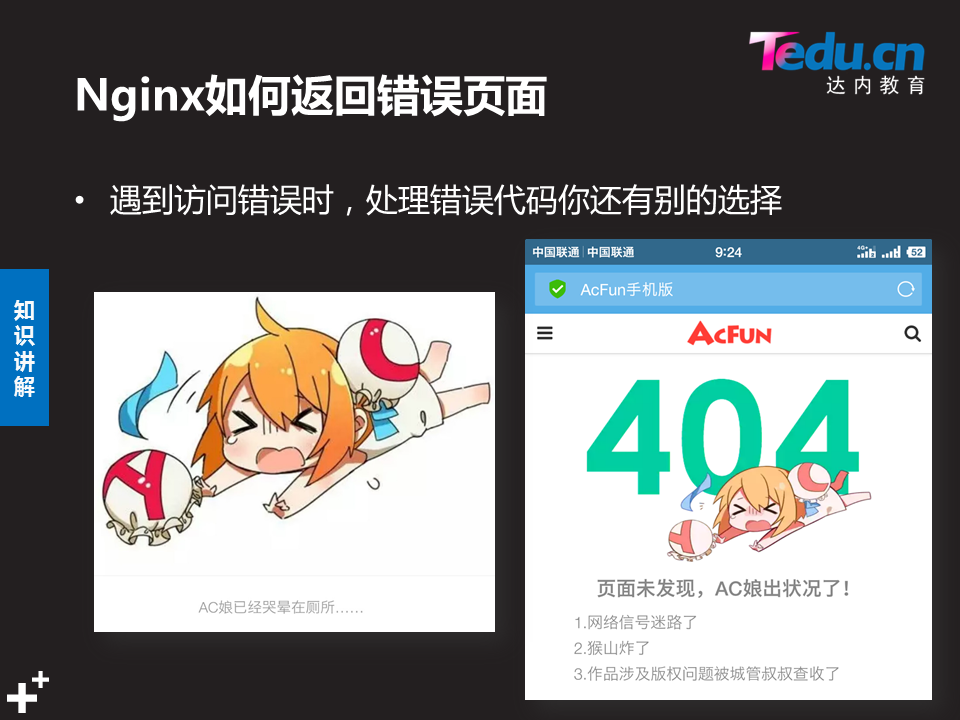 Tedu.cn
达内教育
Nginx如何返回错误页面
• 遇到访问错误时，处理错误代码你还有别的选择
知识讲解
AC娘已经哭晕在厕所……
中国联通 | 中国联通 9:24 4G+ 52
AcFun手机版
ACFUN
404
页面未发现，AC娘出状况了！
1.网络信号迷路了
2.猴山炸了
3.作品涉及版权问题被城管叔叔查收了